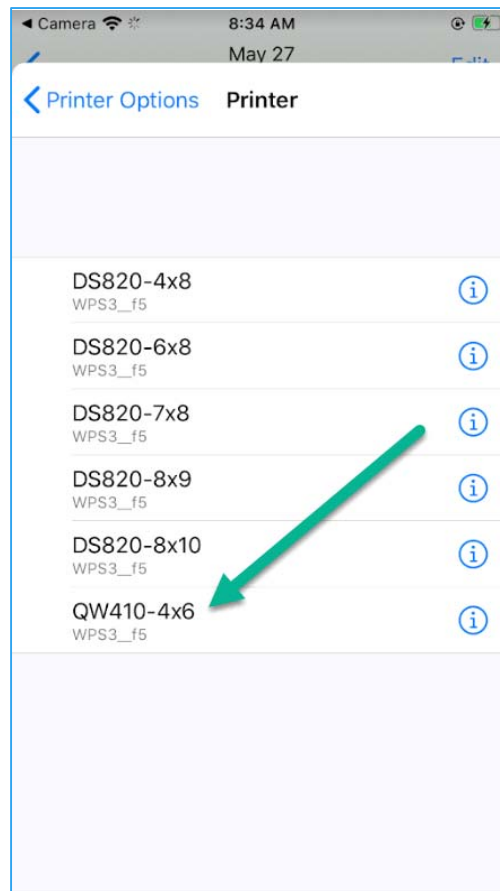 Camera 8:34 AM
May 27
Printer Options Printer
DS820-4x8
WPS3__f5
DS820-6x8
WPS3__f5
DS820-7x8
WPS3__f5
DS820-8x9
WPS3__f5
DS820-8x10
WPS3__f5
QW410-4x6
WPS3__f5